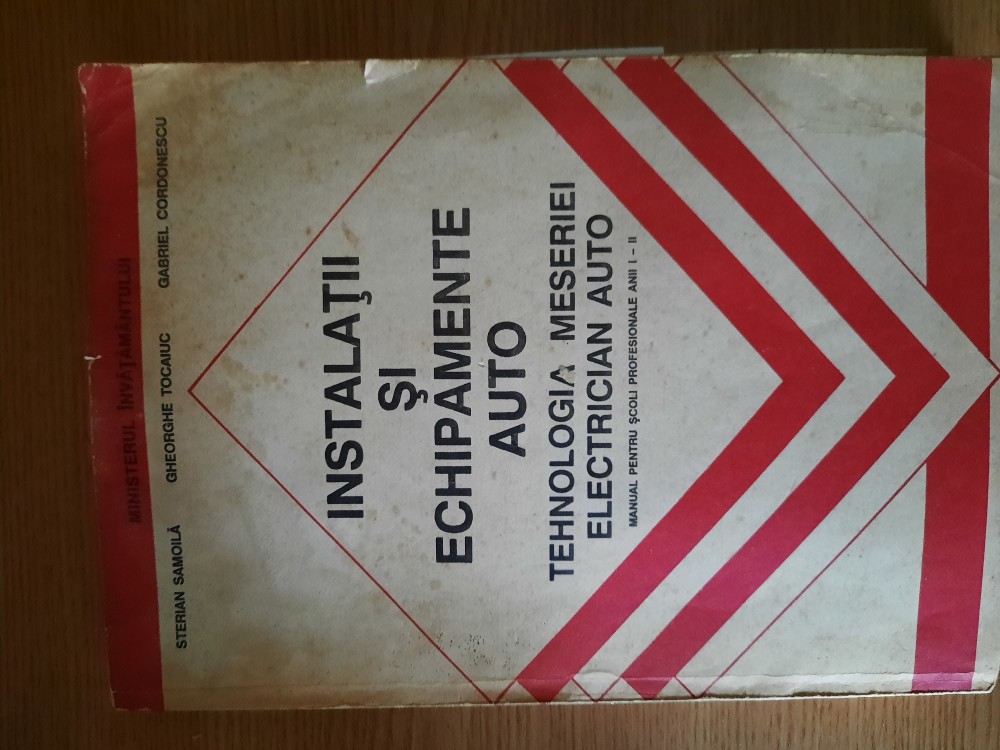 MINISTERUL ÎNVĂȚĂMÂNTULUI
STERIAN SAMOILĂ GHEORGHE TOCAIUC GABRIEL CORDONESCU
INSTALAŢII
ŞI
ECHIPAMENTE
AUTO
TEHNOLOGIA MESERIEI
ELECTRICIAN AUTO
MANUAL PENTRU ŞCOLI PROFESIONALE ANII I - II